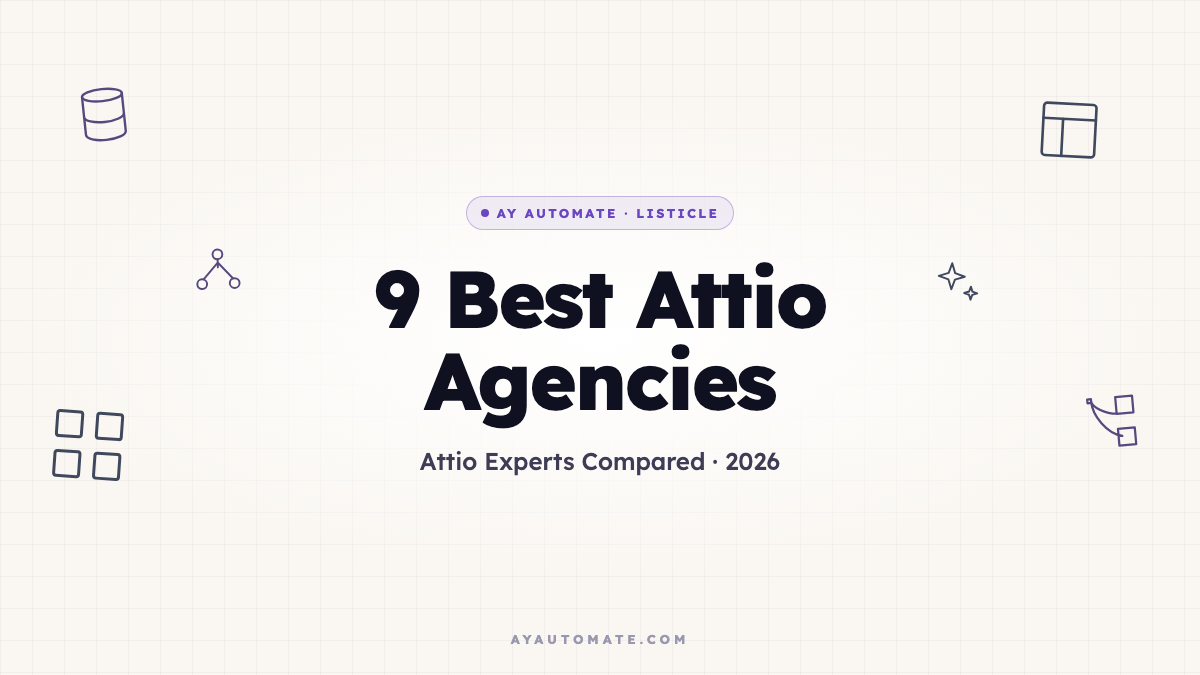 AY AUTOMATE · LISTICLE
9 Best Attio
Agencies
Attio Experts Compared · 2026
AYAUTOMATE.COM